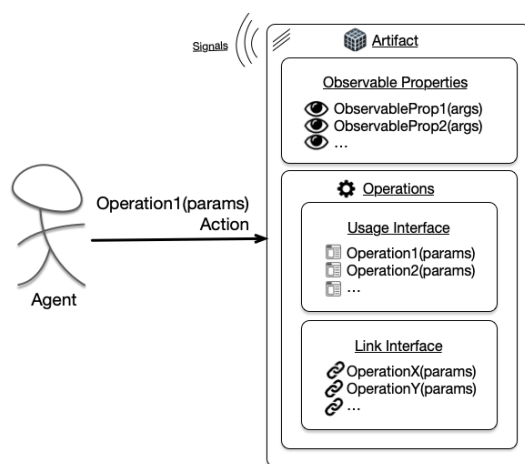 Signals
Artifact
Observable Properties
ObservableProp1(args)
ObservableProp2(args)
...
Operations
Operation1(params)
Action
Agent
Usage Interface
Operation1(params)
Operation2(params)
...
Link Interface
OperationX(params)
OperationY(params)
...